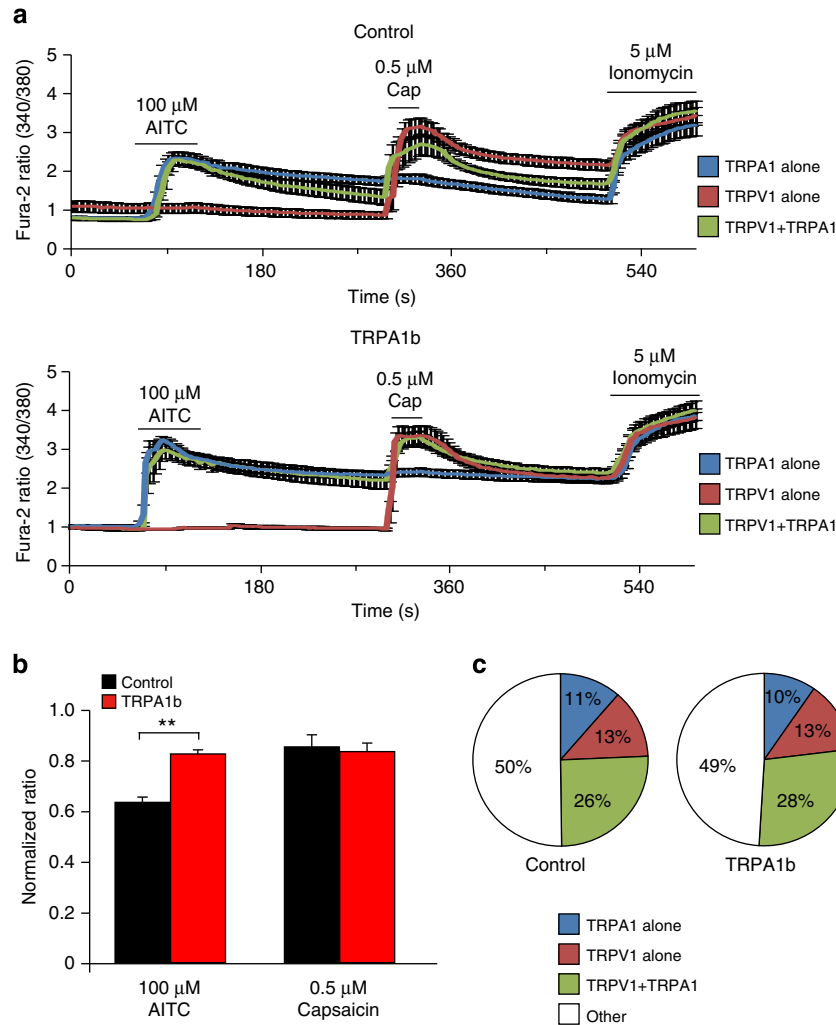 a
Control
5
4
3
2
1
0
Fura-2 ratio (340/380)
100 μM
AITC
0.5 μM
Cap
5 μM
Ionomycin
TRPA1 alone
TRPV1 alone
TRPV1+TRPA1
0
180
360
540
Time (s)
TRPA1b
5
4
3
2
1
0
Fura-2 ratio (340/380)
100 μM
AITC
0.5 μM
Cap
5 μM
Ionomycin
TRPA1 alone
TRPV1 alone
TRPV1+TRPA1
0
180
360
540
Time (s)
b
Control
TRPA1b
1.0
0.8
0.6
0.4
0.2
0
Normalized ratio
**
100 μM
AITC
0.5 μM
Capsaicin
c
11%
13%
26%
50%
Control
10%
13%
28%
49%
TRPA1b
TRPA1 alone
TRPV1 alone
TRPV1+TRPA1
Other